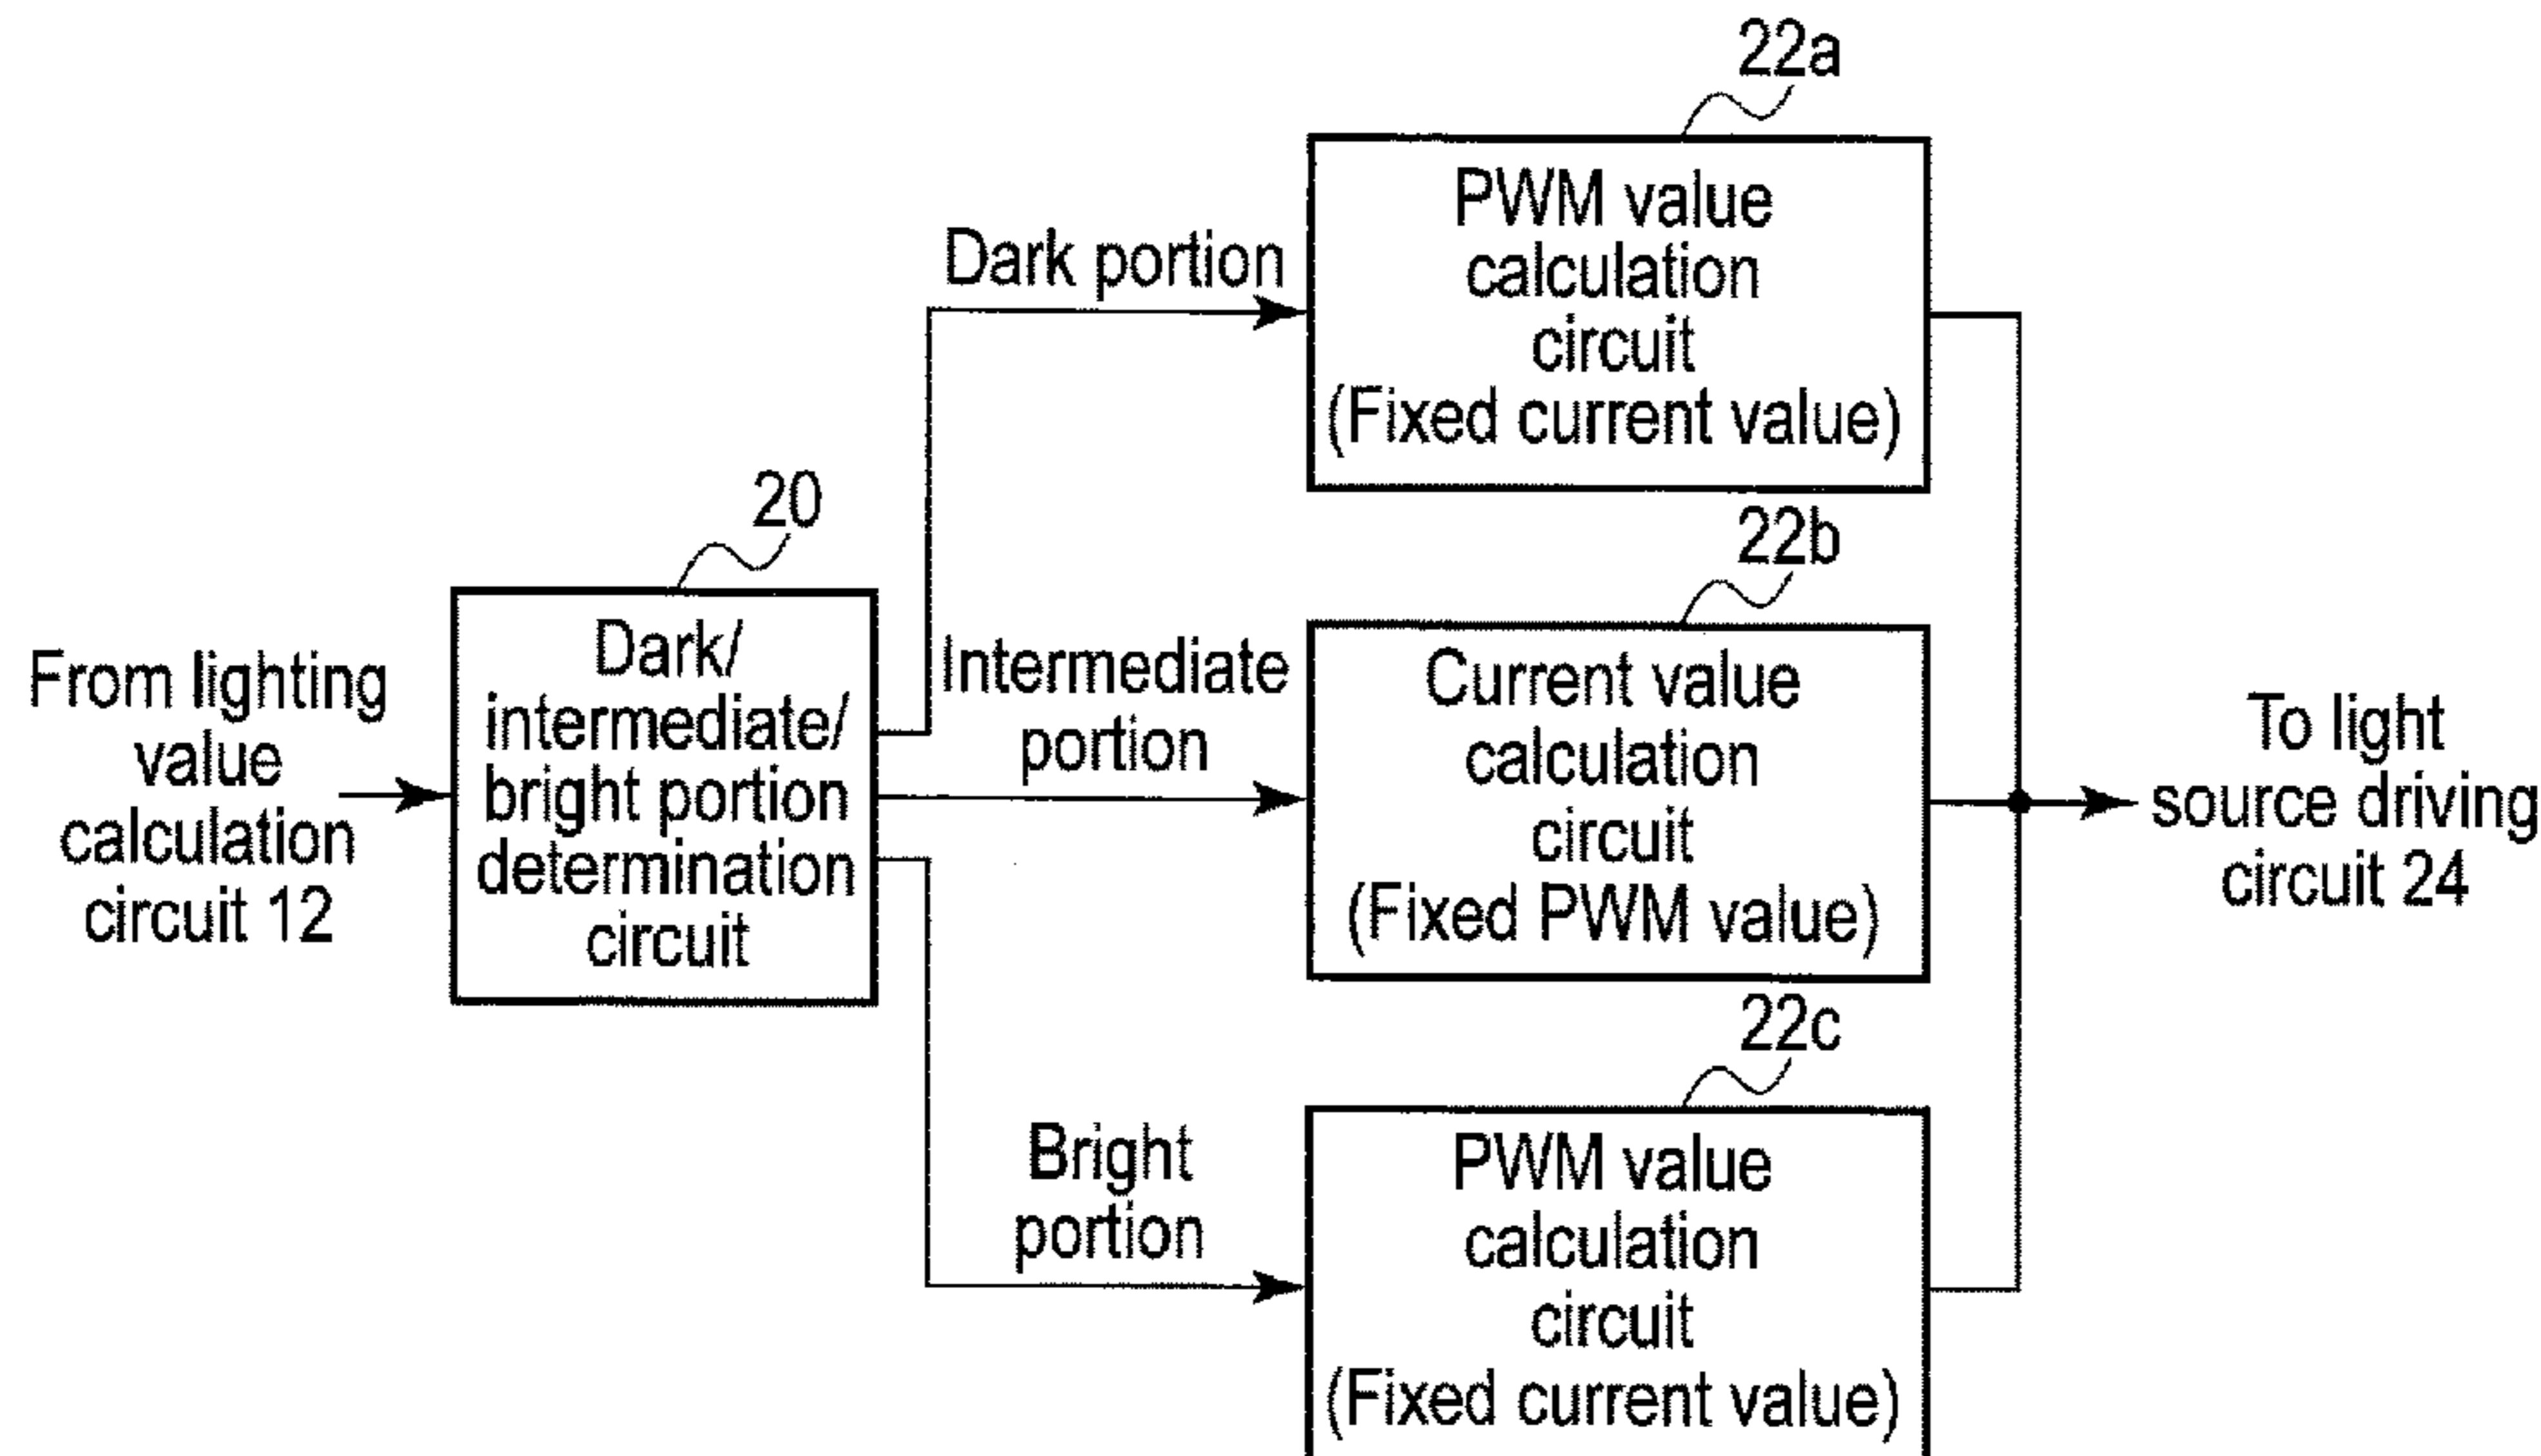 22a
PWM value
calculation
circuit
(Fixed current value)
Dark portion
20
22b
Dark/
intermediate/
bright portion
determination
circuit
From lighting
value
calculation
circuit 12
Intermediate
portion
Current value
calculation
circuit
(Fixed PWM value)
To light
source driving
circuit 24
22c
Bright
portion
PWM value
calculation
circuit
(Fixed current value)